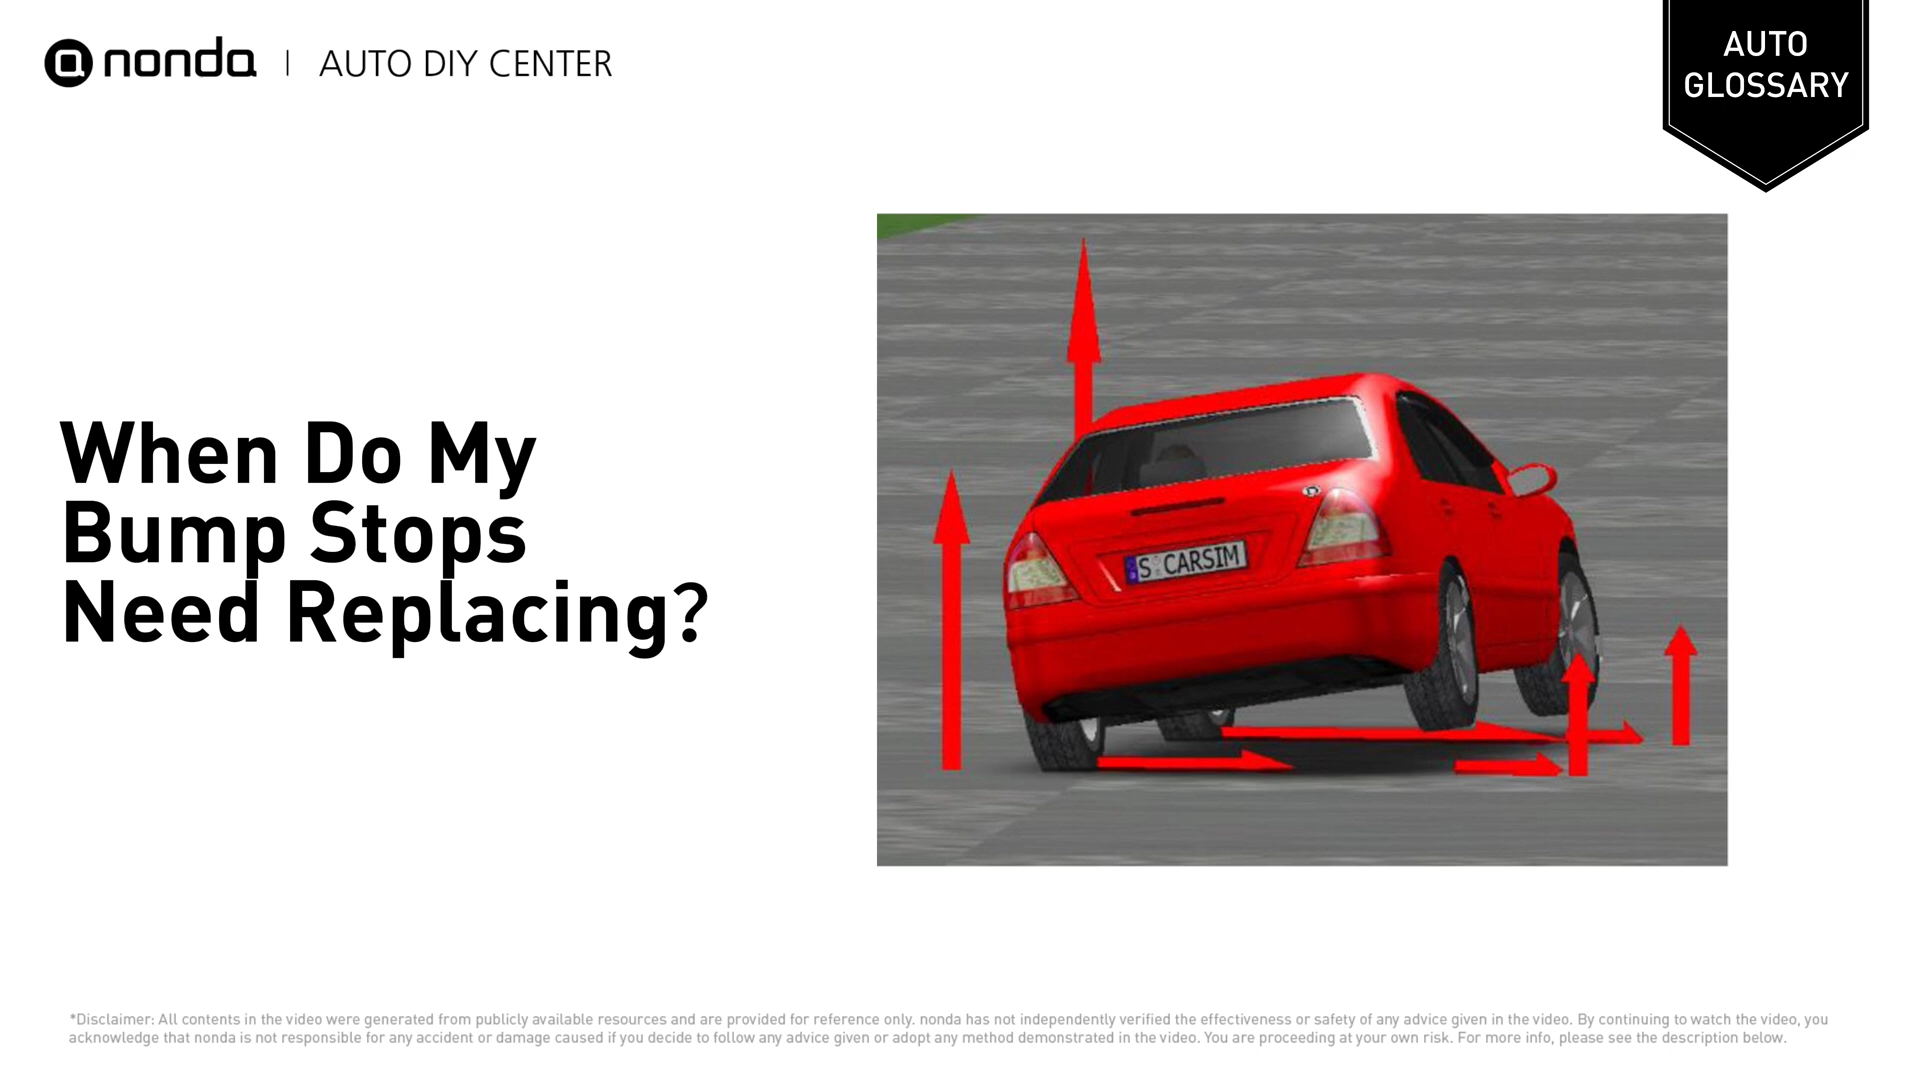 nonda | AUTO DIY CENTER
AUTO
GLOSSARY
When Do My
Bump Stops
Need Replacing?
S CARSIM
*Disclaimer: All contents in the video were generated from publicly available resources and are provided for reference only. nonda has not independently verified the effectiveness or safety of any advice given in the video. By continuing to watch the video, you
acknowledge that nonda is not responsible for any accident or damage caused if you decide to follow any advice given or adopt any method demonstrated in the video. You are proceeding at your own risk. For more info, please see the description below.